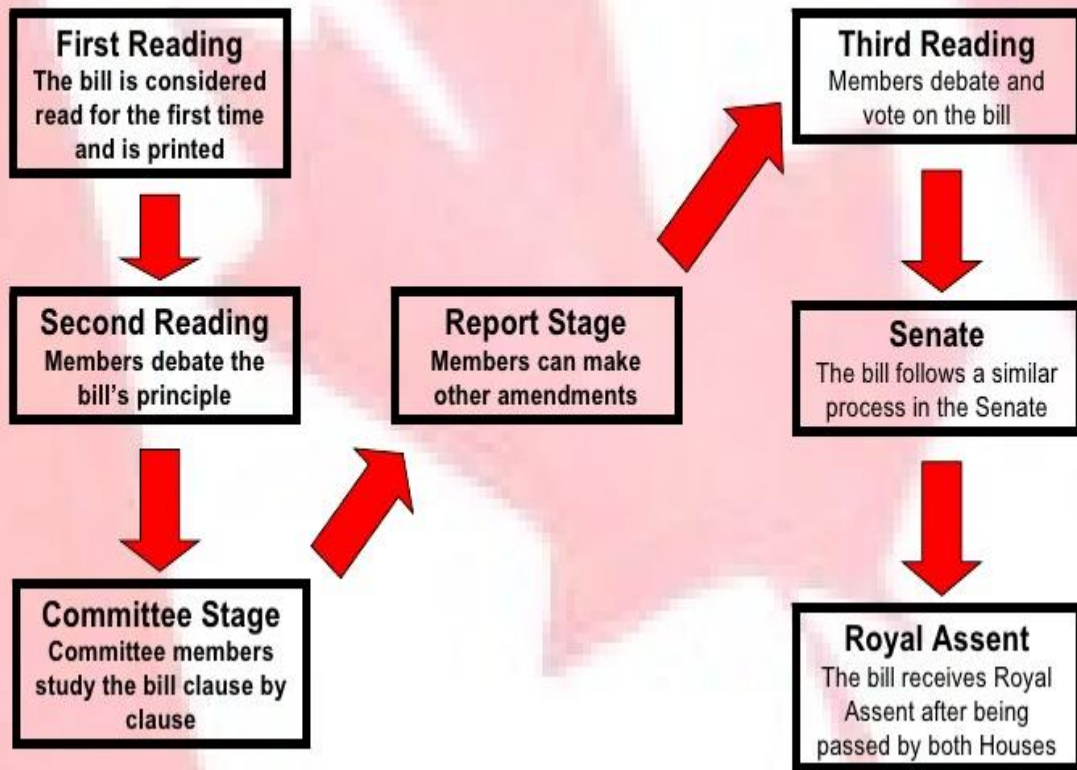 First Reading
The bill is considered
read for the first time
and is printed
Second Reading
Members debate the
bill's principle
Committee Stage
Committee members
study the bill clause by
clause
Report Stage
Members can make
other amendments
Third Reading
Members debate and
vote on the bill
Senate
The bill follows a similar
process in the Senate
Royal Assent
The bill receives Royal
Assent after being
passed by both Houses